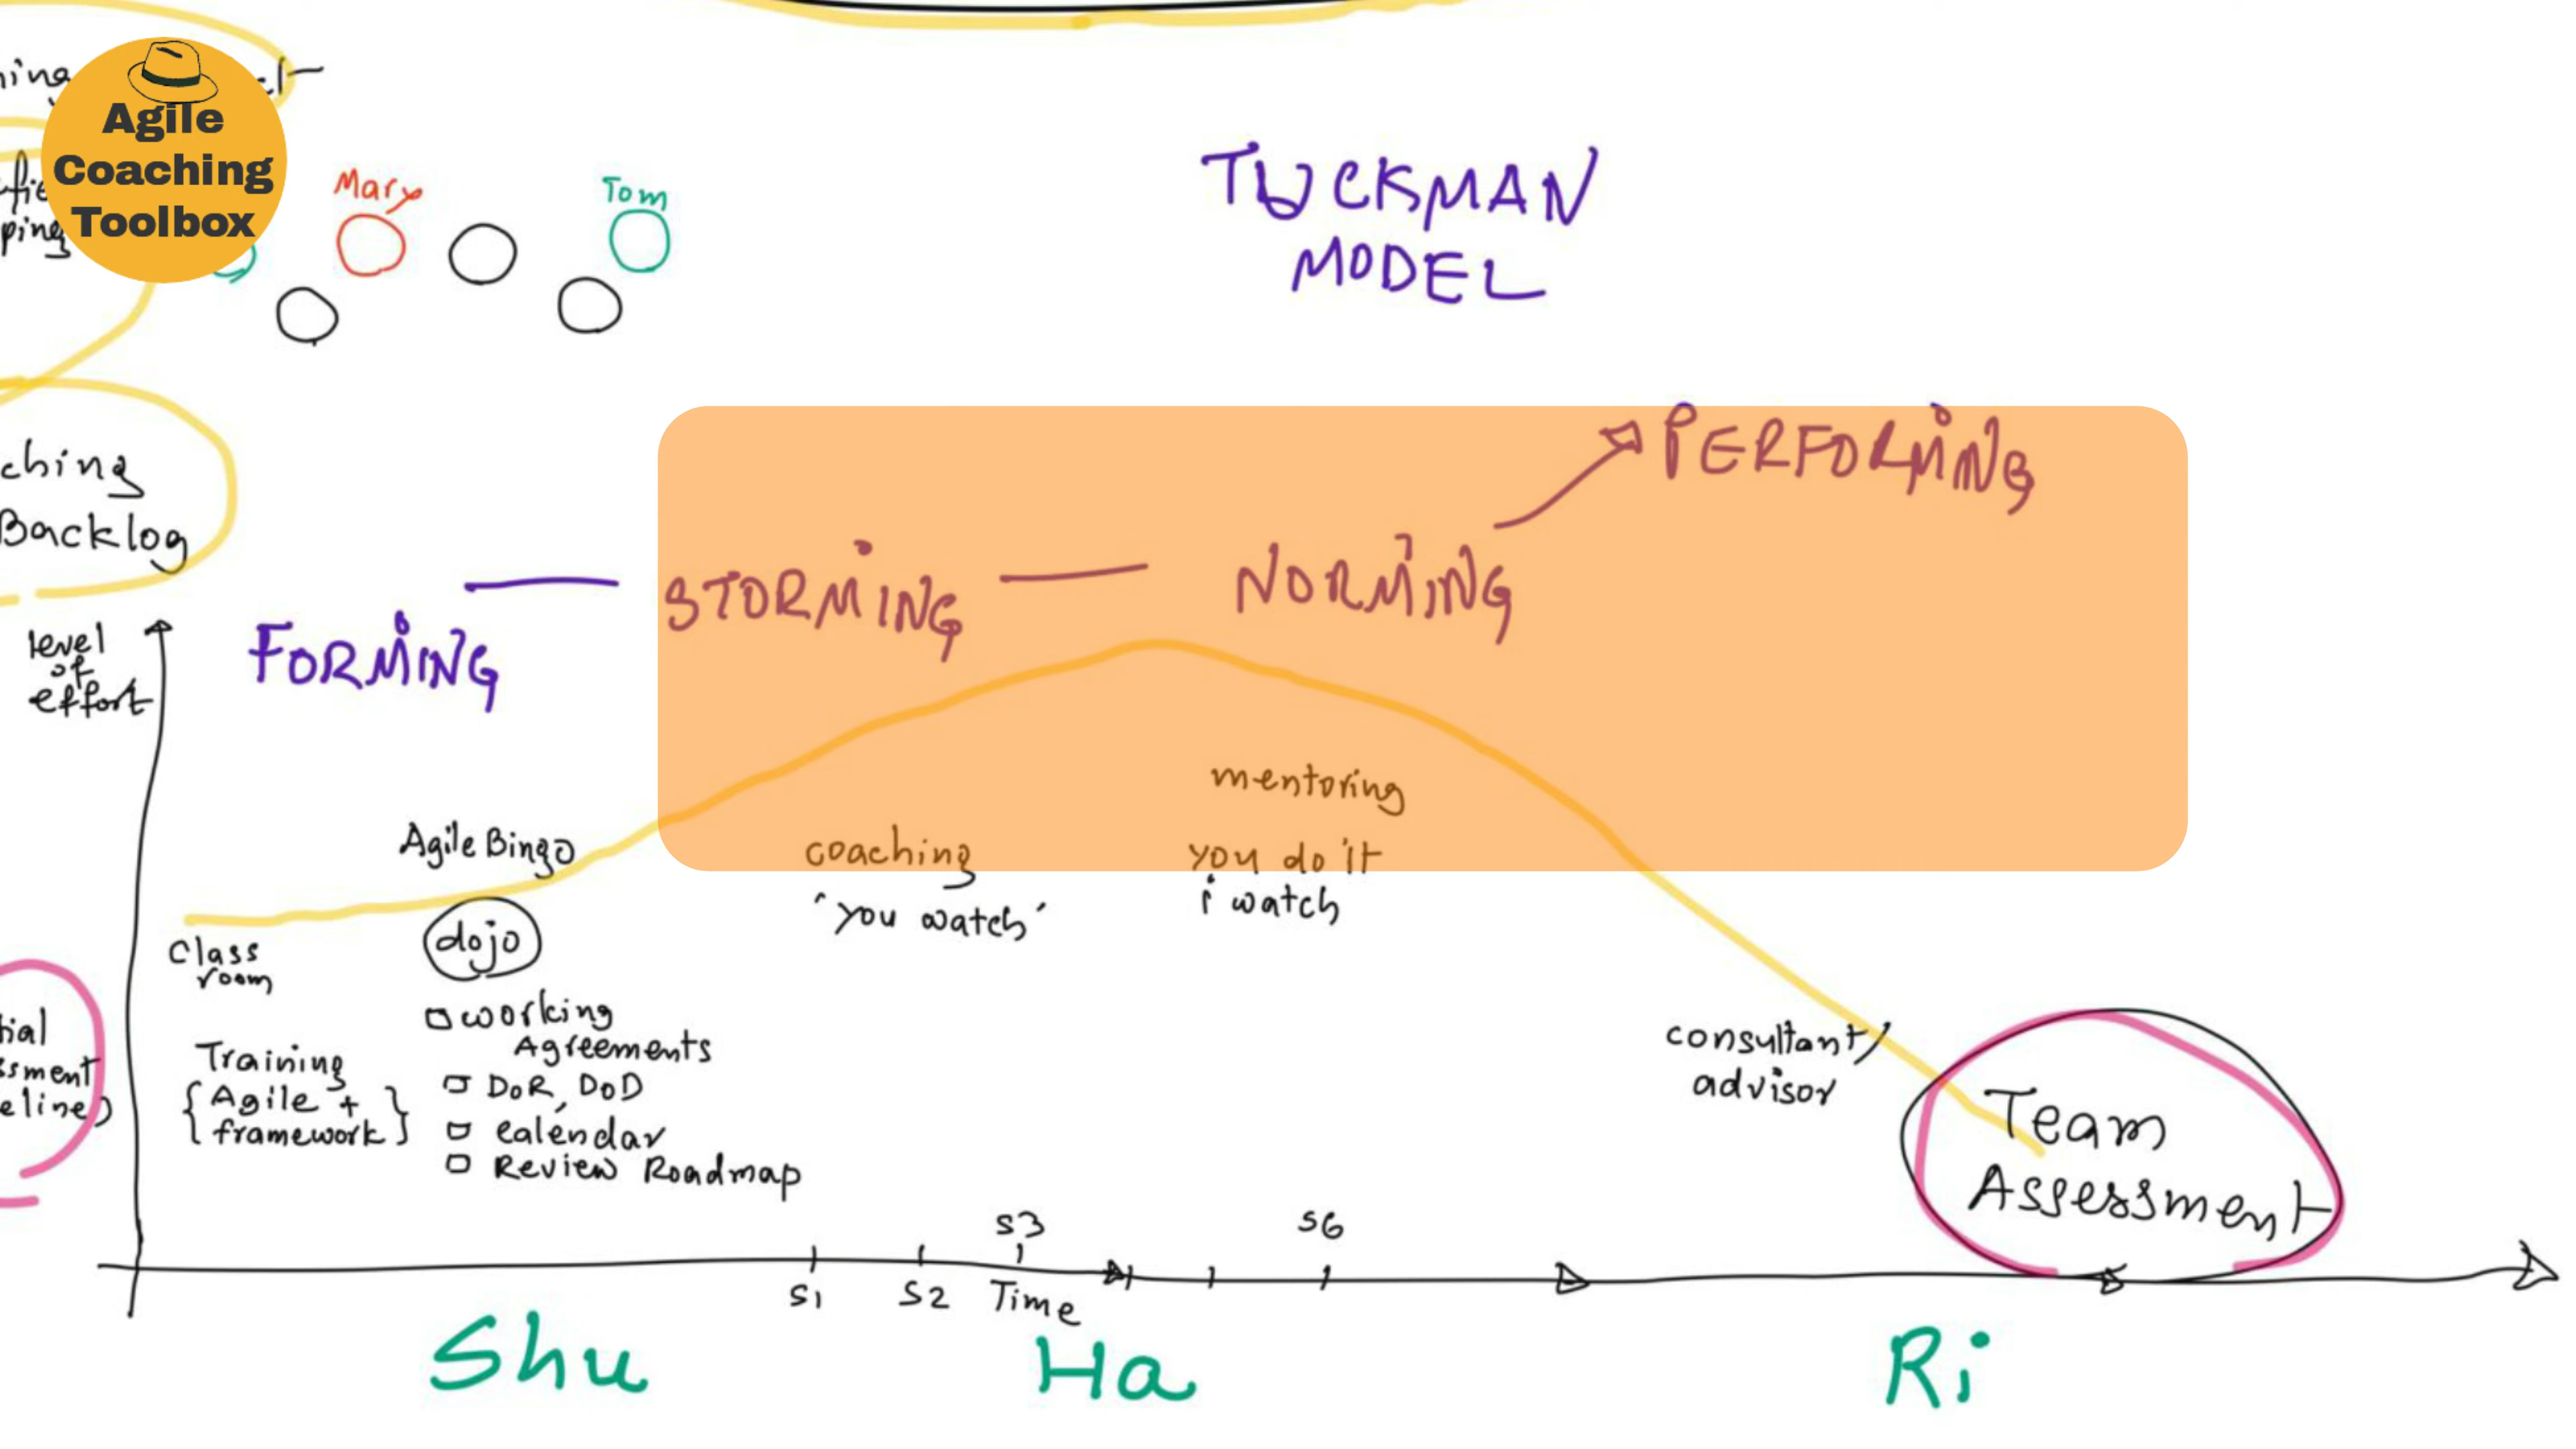 Agile
Coaching
Toolbox
Mary
Tom
TUCKMAN
MODEL
ching
Backlog
PERFORMING
STORMING
NORMING
FORMING
level
of
effort
mentoring
Agile Bingo
coaching
you do it
'you watch'
i watch
dojo
Class
room
working
Agreements
Training
{Agile +
framework}
DoR, DoD
calendar
Review Roadmap
consultant/
advisor
Team
Assessment
S3
S6
S1
S2
Time
Shu
Ha
Ri